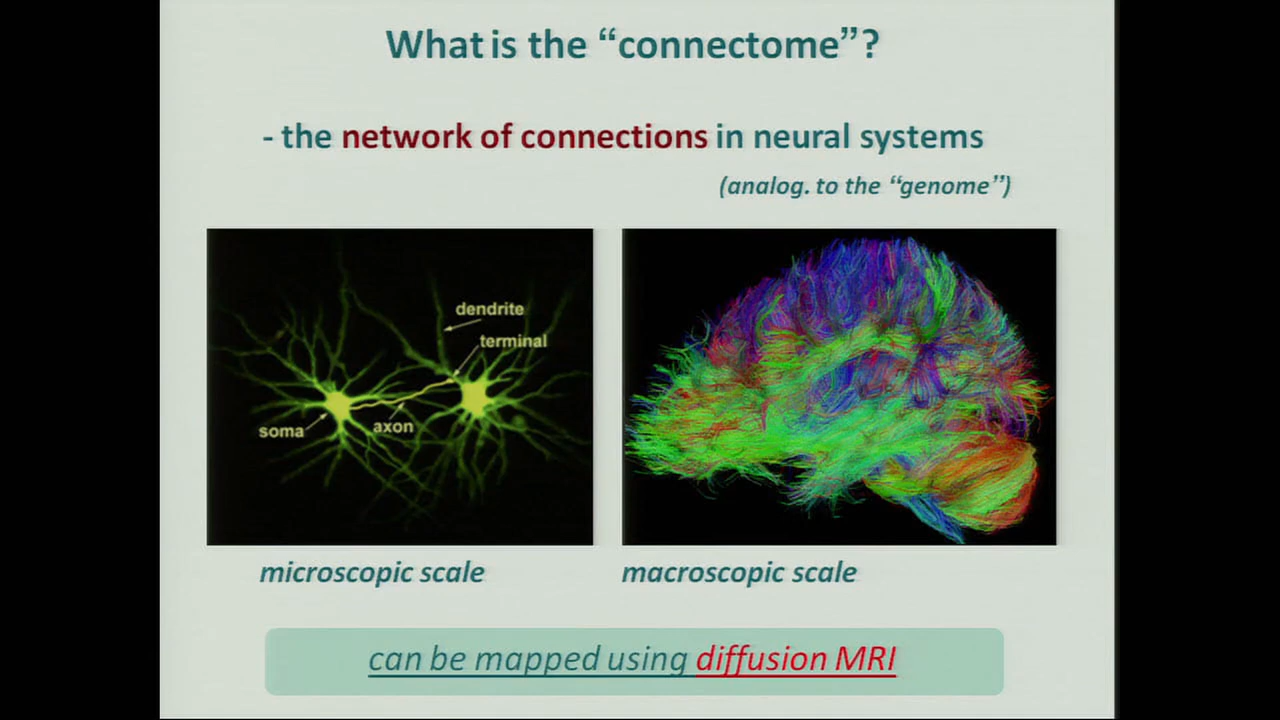 What is the “connectome”?
- the network of connections in neural systems
(analog. to the “genome”)
dendrite
terminal
soma
axon
microscopic scale
macroscopic scale
can be mapped using diffusion MRI